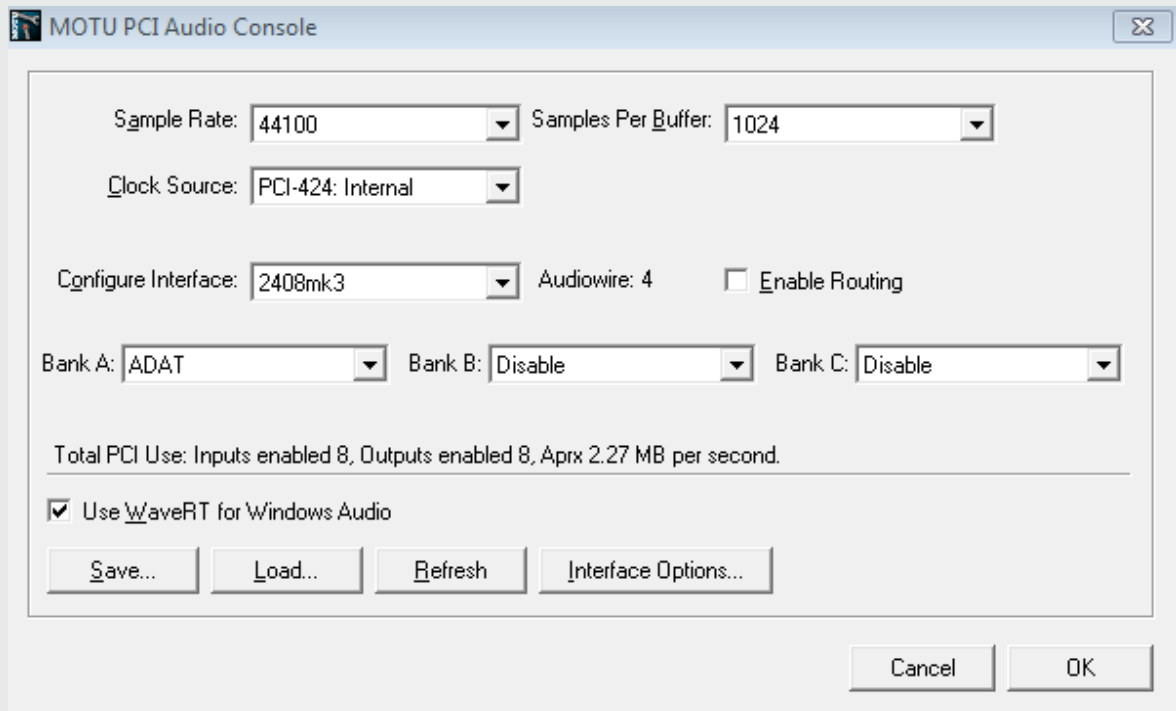 MOTU PCI Audio Console
Sample Rate: 44100 Samples Per Buffer: 1024
Clock Source: PCI-424: Internal
Configure Interface: 2408mk3 Audiowire: 4 Enable Routing
Bank A: ADAT Bank B: Disable Bank C: Disable
Total PCI Use: Inputs enabled 8, Outputs enabled 8, Aprx 2.27 MB per second.
Use WaveRT for Windows Audio
Save... Load... Refresh Interface Options...
Cancel OK